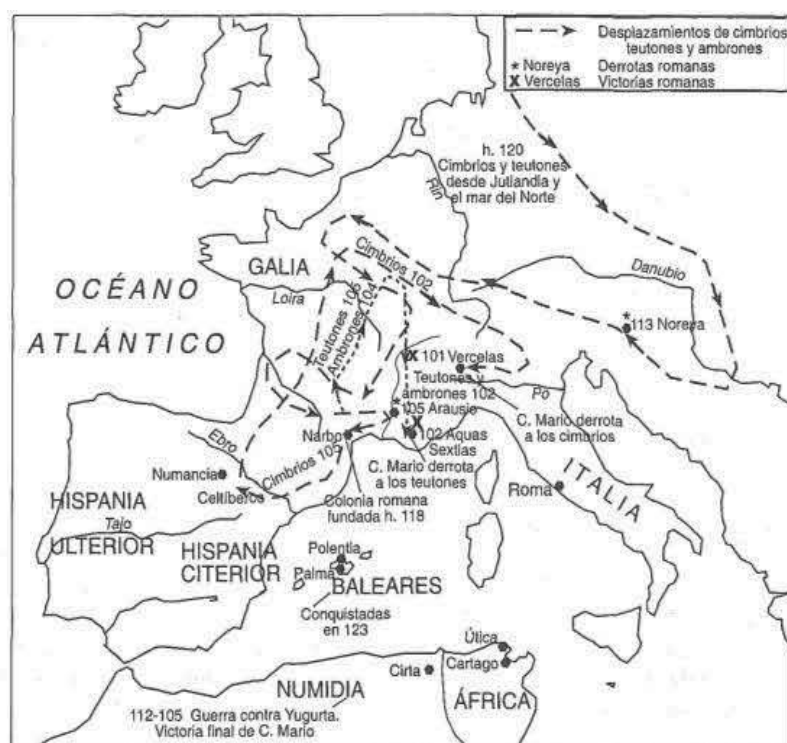 Desplazamientos de cimbrios
teutones y ambrones
* Noreya Derrotas romanas
X Vercelas Victorías romanas
h. 120
Cimbrios y teutones
desde Jutlandia y
el mar del Norte
Rin
Cimbrios 102
GALIA
Danubio
OCÉANO
ATLÁNTICO
Loira
Teutones 105
Ambrones 104
113 Noreya
101 Vercelas
Teutones y
ambrones 102
Po
105 Arausio
C. Mario derrota
a los cimbrios
Ebro
Narbo
102 Aquas
Sextias
Cimbrios 105
C. Mario derrota
a los teutones
Numancia
Celtíberos
Colonia romana
fundada h. 118
Roma
ITALIA
HISPANIA
ULTERIOR
Tajo
HISPANIA
CITERIOR
Polentia
Palma
BALEARES
Conquistadas
en 123
Útica
Cirta
Cartago
NUMIDIA
ÁFRICA
112-105 Guerra contra Yugurta.
Victoria final de C. Mario